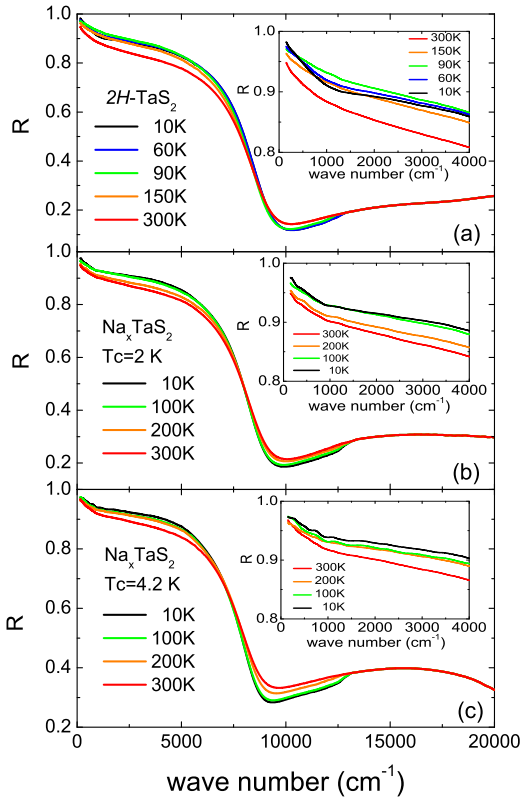 1.0
0.8
0.6
0.4
0.2
0.0
R
2H-TaS2
10K
60K
90K
150K
300K
(a)
1.0
0.9
0.8
R
0 1000 2000 3000 4000
wave number (cm-1)
300K
150K
90K
60K
10K
1.0
0.8
0.6
0.4
0.2
R
NaxTaS2
Tc=2 K
10K
100K
200K
300K
(b)
1.0
0.9
0.8
R
0 1000 2000 3000 4000
wave number (cm-1)
300K
200K
100K
10K
1.0
0.8
0.6
0.4
0.2
R
NaxTaS2
Tc=4.2 K
10K
100K
200K
300K
(c)
1.0
0.9
0.8
R
0 1000 2000 3000 4000
wave number (cm-1)
300K
200K
100K
10K
0 5000 10000 15000 20000
wave number (cm-1)